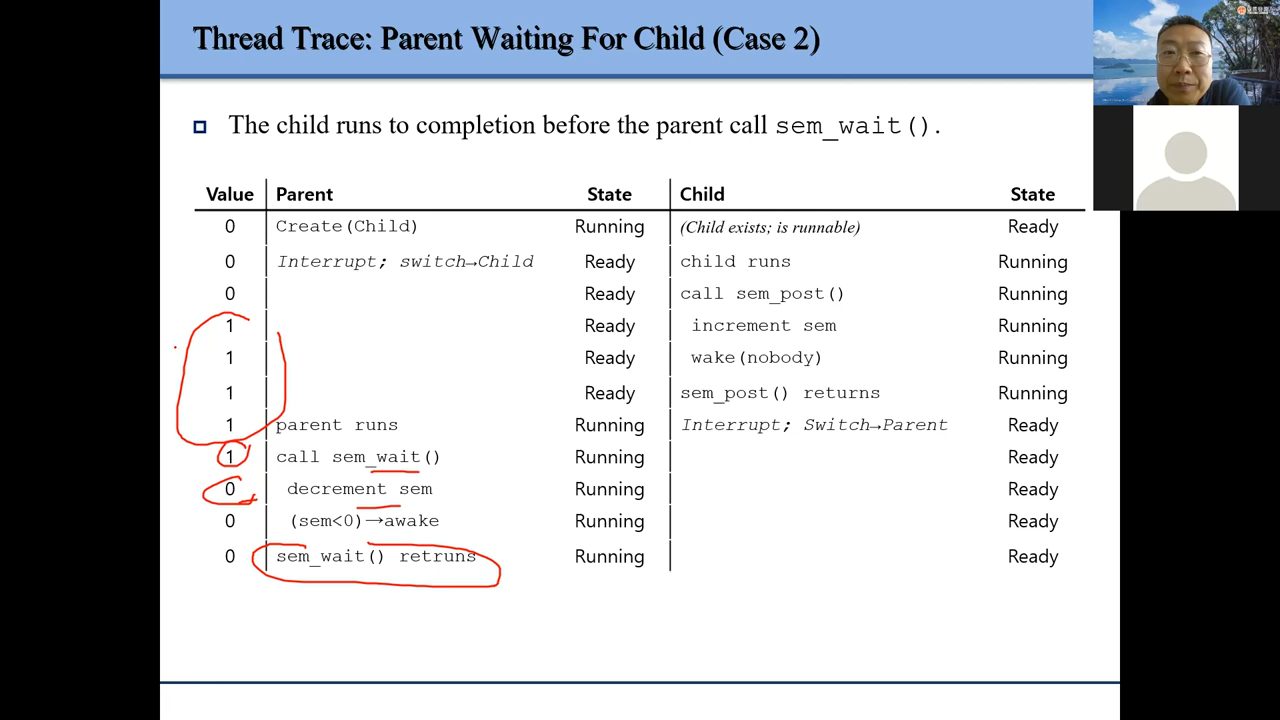 Thread Trace: Parent Waiting For Child (Case 2)
The child runs to completion before the parent call sem_wait().
Value Parent State Child State
0 Create(Child) Running (Child exists; is runnable) Ready
0 Interrupt; switch→Child Ready child runs Running
0 Ready call sem_post() Running
1 Ready increment sem Running
1 Ready wake(nobody) Running
1 Ready sem_post() returns Running
1 parent runs Running Interrupt; Switch→Parent Ready
1 call sem_wait() Running Ready
0 decrement sem Running Ready
0 (sem<0)→awake Running Ready
0 sem_wait() retruns Running Ready